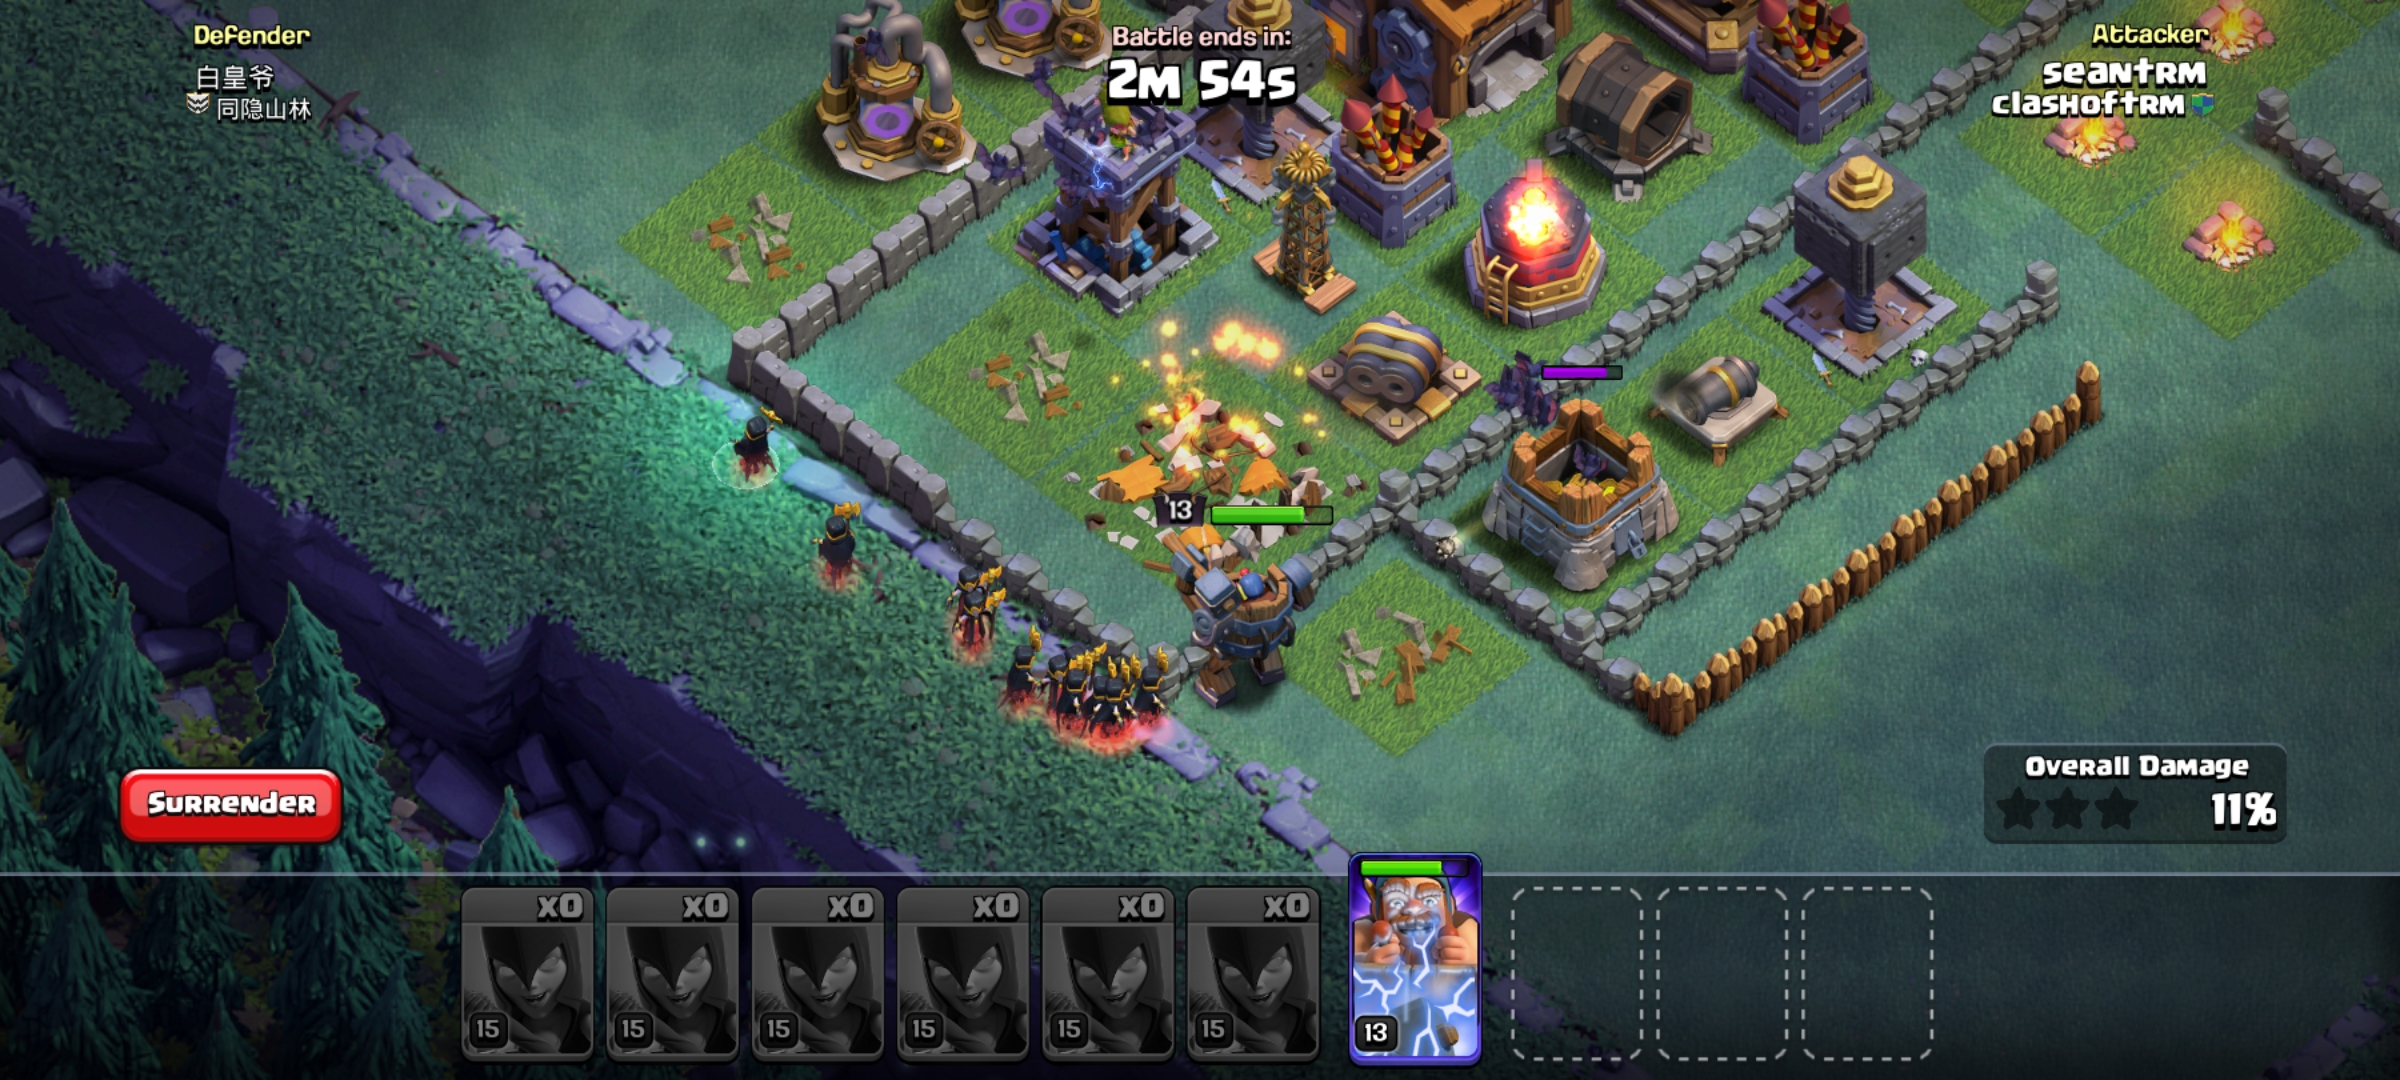 Defender
白皇爷
同隐山林
Battle ends in:
2M 54s
Attacker
seantRM
clashoftRM
13
Surrender
Overall Damage
11%
x0 x0 x0 x0 x0 x0
15 15 15 15 15 15 13